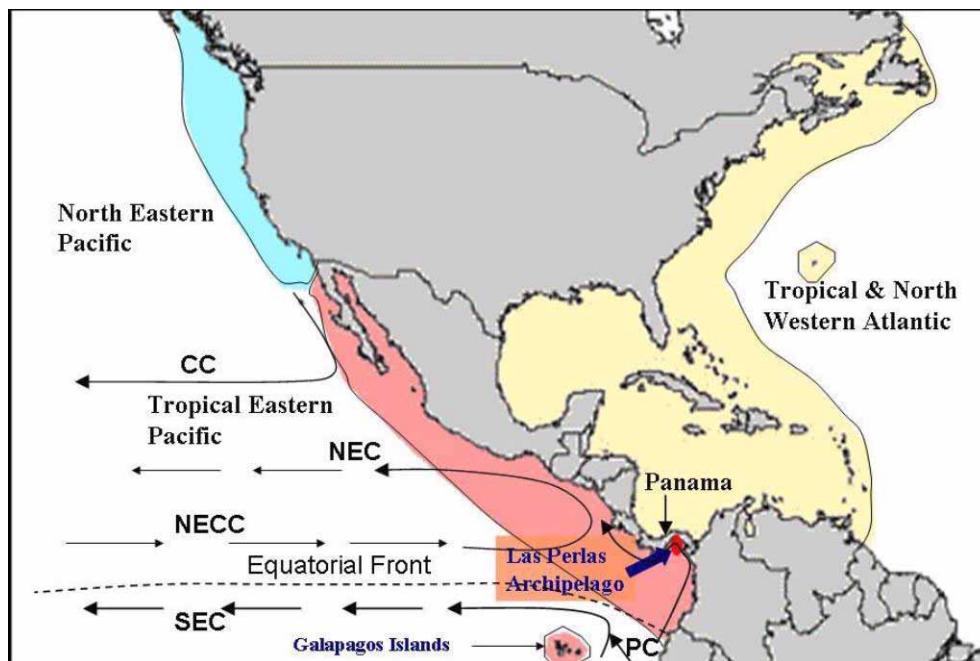 North Eastern
Pacific
Tropical & North
Western Atlantic
CC
Tropical Eastern
Pacific
NEC
Panama
NECC
Las Perlas
Archipelago
Equatorial Front
SEC
Galapagos Islands
PC